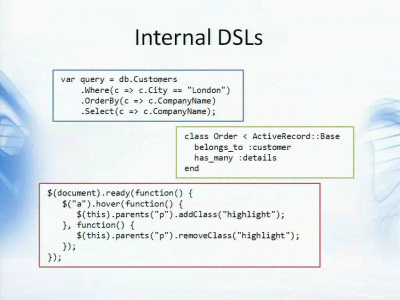 Internal DSLs
var query = db.Customers
.Where(c => c.City == "London")
.OrderBy(c => c.CompanyName)
.Select(c => c.CompanyName);
class Order < ActiveRecord::Base
belongs_to :customer
has_many :details
end
$(document).ready(function() {
$("a").hover(function() {
$(this).parents("p").addClass("highlight");
}, function() {
$(this).parents("p").removeClass("highlight");
});
});